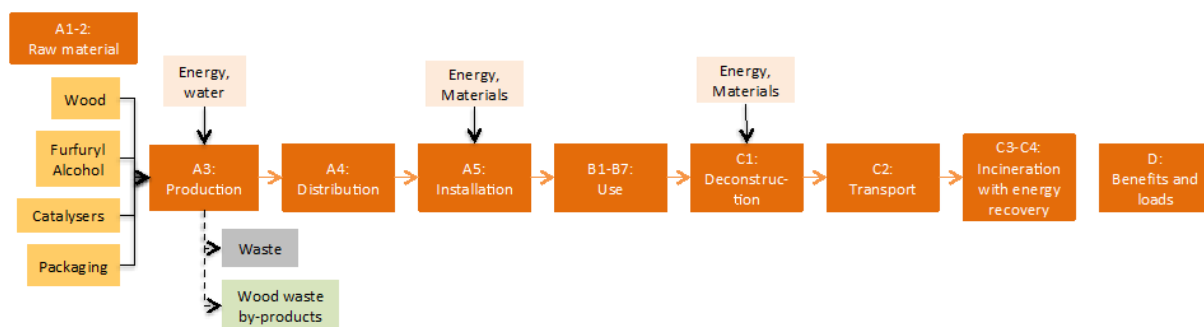 A1-2:
Raw material
Wood
Furfuryl
Alcohol
Catalysers
Packaging
Energy,
water
A3:
Production
Waste
Wood waste
by-products
A4:
Distribution
Energy,
Materials
A5:
Installation
B1-B7:
Use
Energy,
Materials
C1:
Deconstruc-
tion
C2:
Transport
C3-C4:
Incineration
with energy
recovery
D:
Benefits and
loads